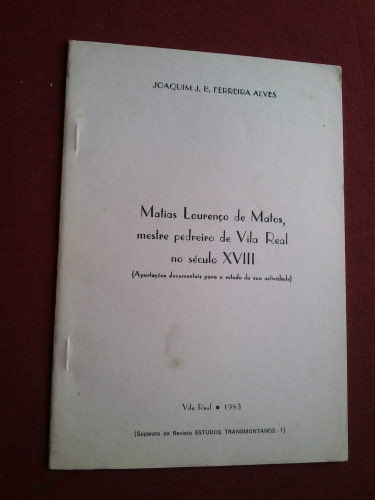 JOAQUIM J. B. FERREIRA ALVES
Matias Lourenço de Matos,
mestre pedreiro de Vila Real
no século XVIII
(Aportações documentais para o estudo da sua actividade)
Vila Real • 1983
(Separata da Revista ESTUDOS TRANSMONTANOS - 1)